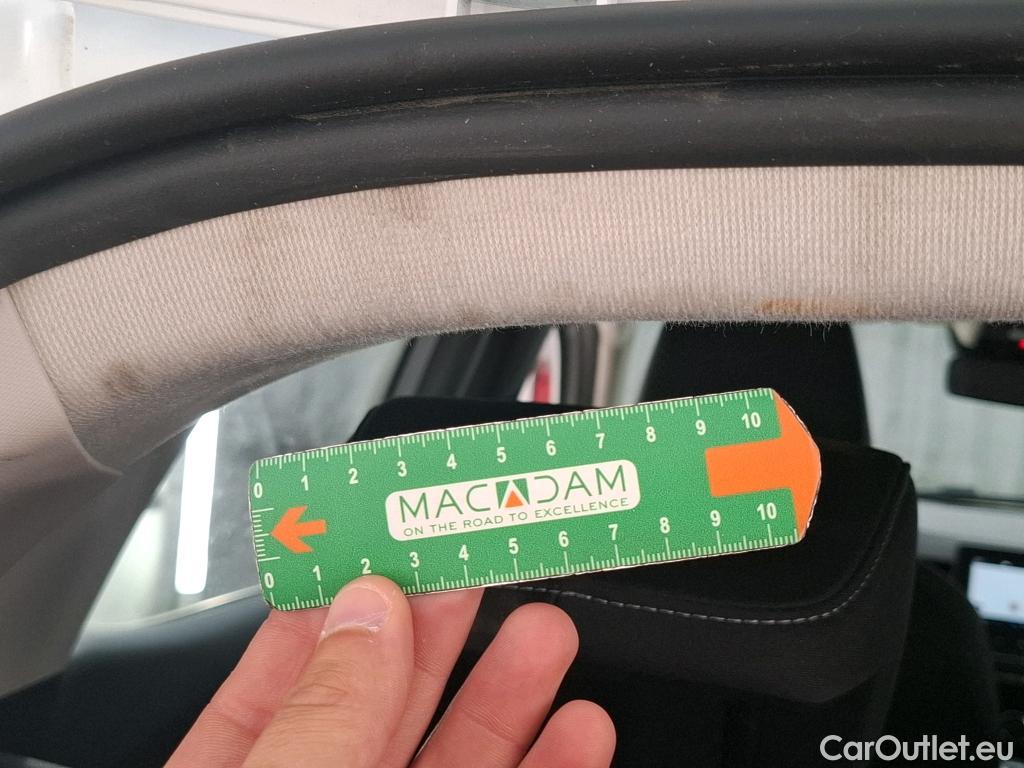 0 1 2 3 4 5 6 7 8 9 10
MACADAM
ON THE ROAD TO EXCELLENCE
0 1 2 3 4 5 6 7 8 9 10
CarOutlet.eu